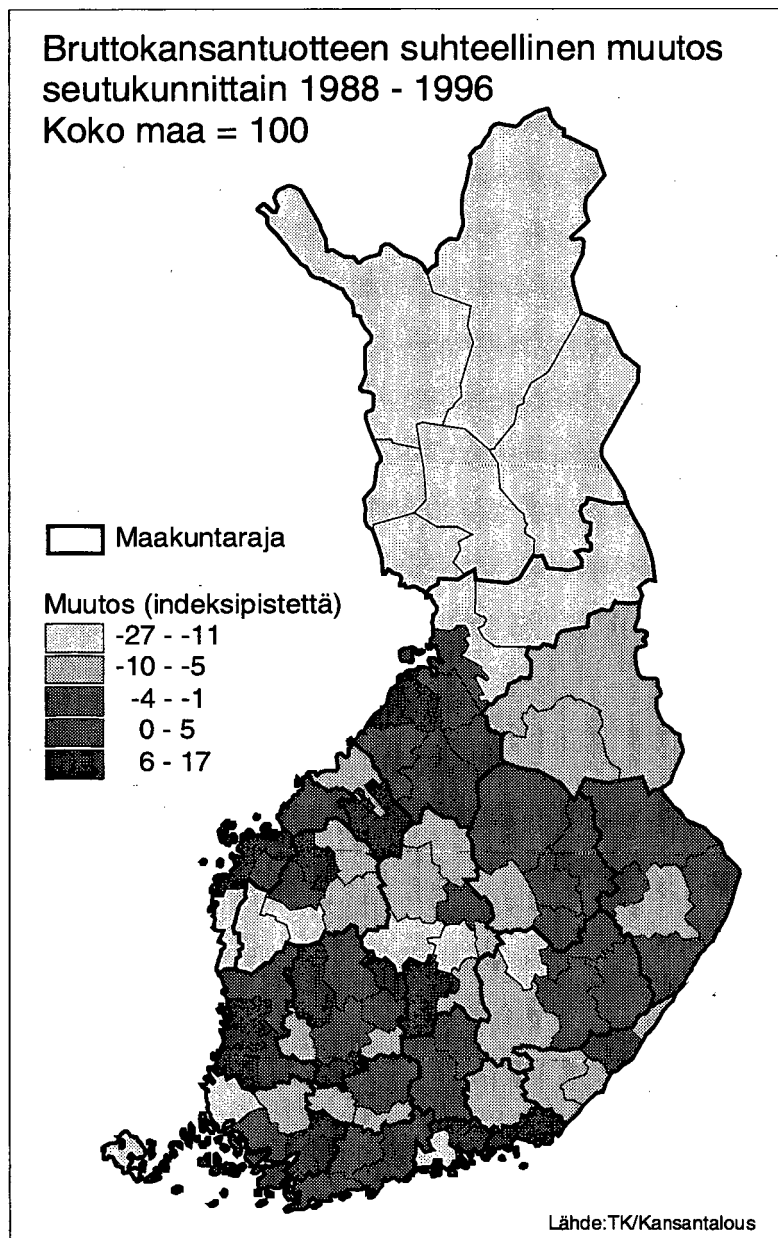 Bruttokansantuotteen suhteellinen muutos
seutukunnittain 1988 - 1996
Koko maa = 100
Maakuntaraja
Muutos (indeksipistettä)
-27 - -11
-10 - -5
-4 - -1
0 - 5
6 - 17
Lähde:TK/Kansantalous